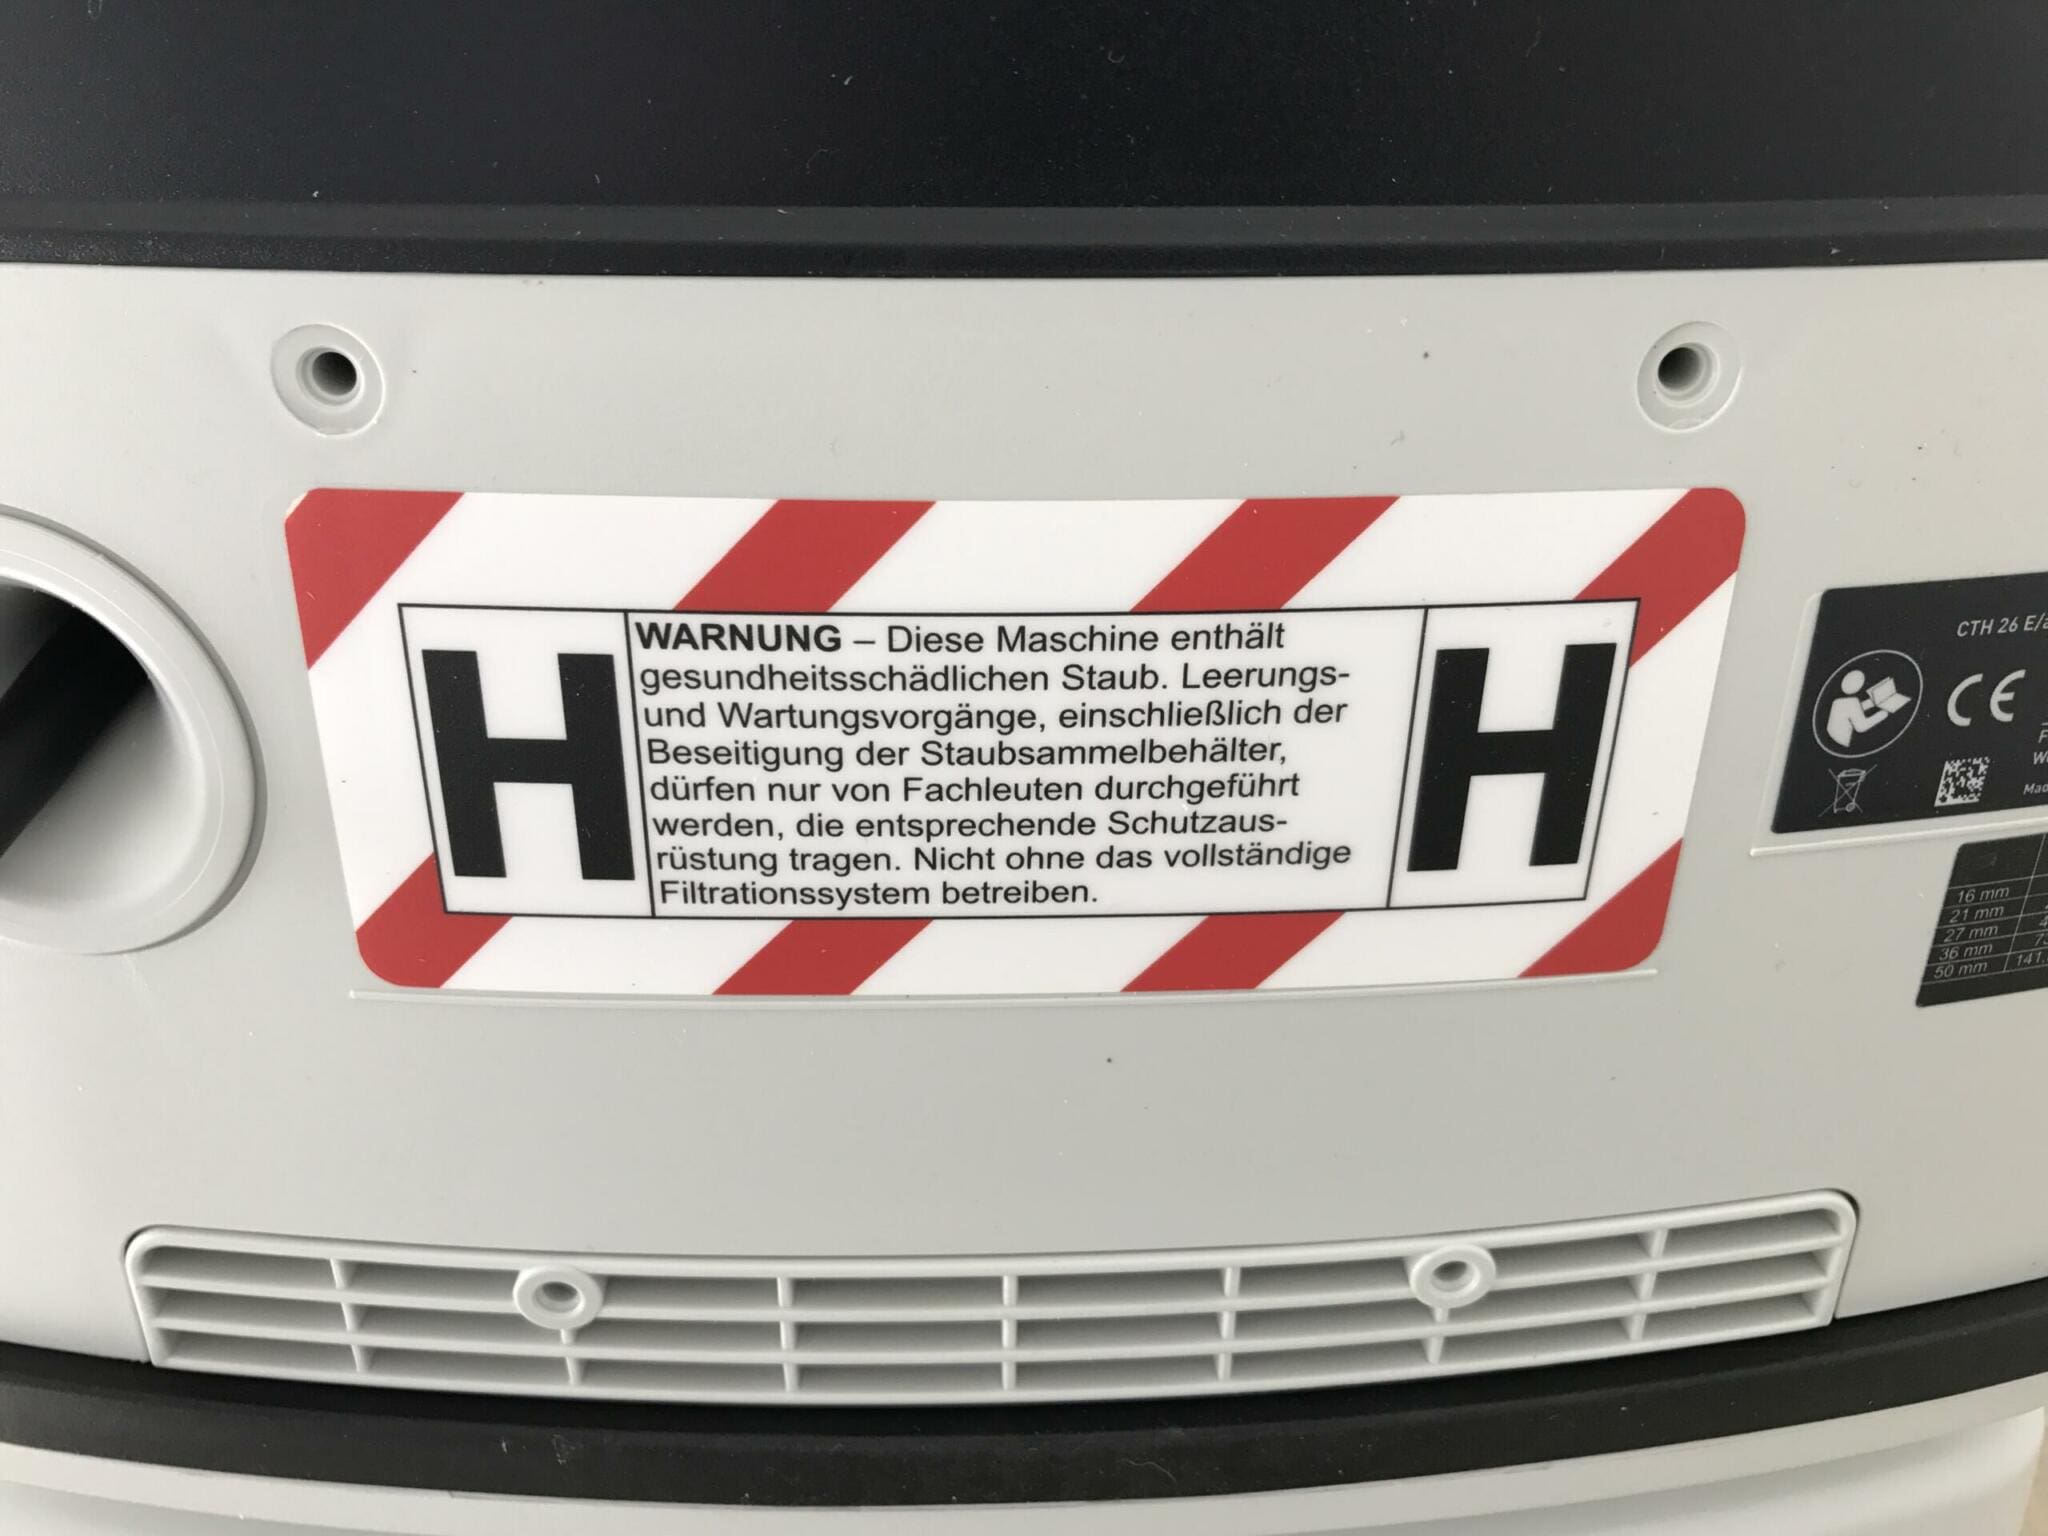 H
WARNUNG – Diese Maschine enthält
gesundheitsschädlichen Staub. Leerungs-
und Wartungsvorgänge, einschließlich der
Beseitigung der Staubsammelbehälter,
dürfen nur von Fachleuten durchgeführt
werden, die entsprechende Schutzaus-
rüstung tragen. Nicht ohne das vollständige
Filtrationssystem betreiben.
H
CTH 26 E/a
CE
16 mm
21 mm
27 mm
36 mm
50 mm